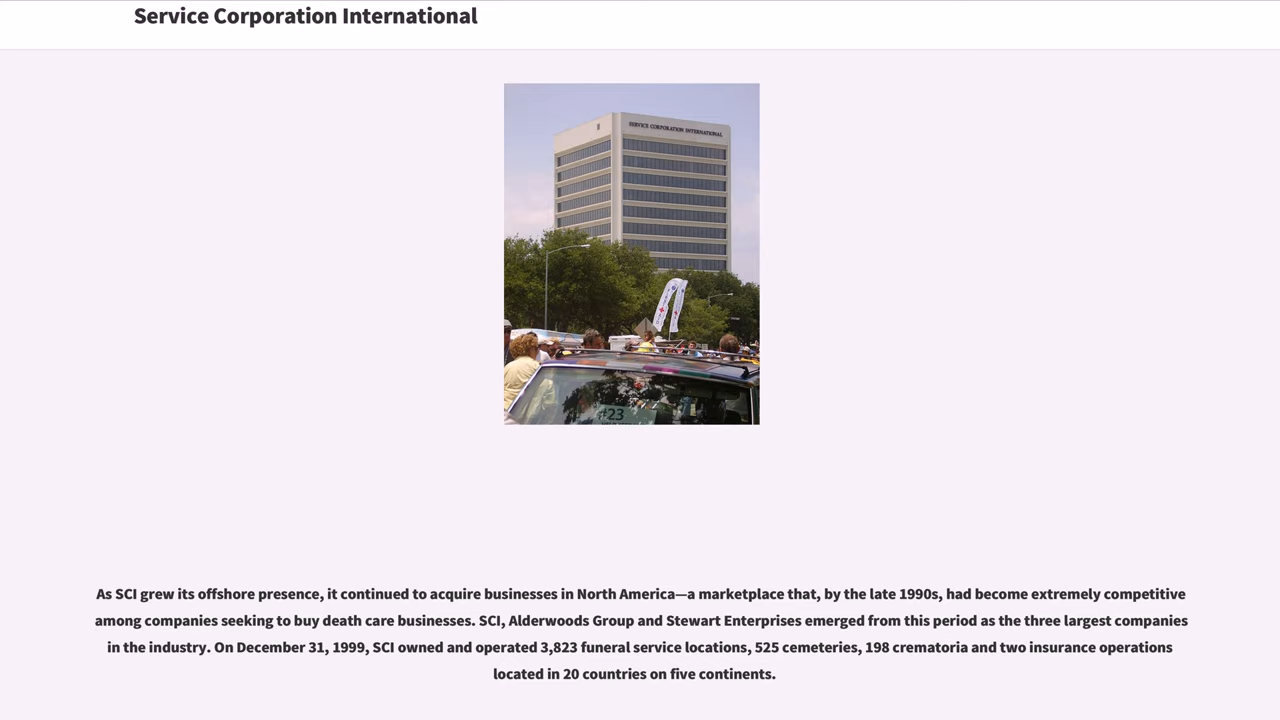 Service Corporation International
SERVICE CORPORATION INTERNATIONAL
#23
As SCI grew its offshore presence, it continued to acquire businesses in North America—a marketplace that, by the late 1990s, had become extremely competitive
among companies seeking to buy death care businesses. SCI, Alderwoods Group and Stewart Enterprises emerged from this period as the three largest companies
in the industry. On December 31, 1999, SCI owned and operated 3,823 funeral service locations, 525 cemeteries, 198 crematoria and two insurance operations
located in 20 countries on five continents.